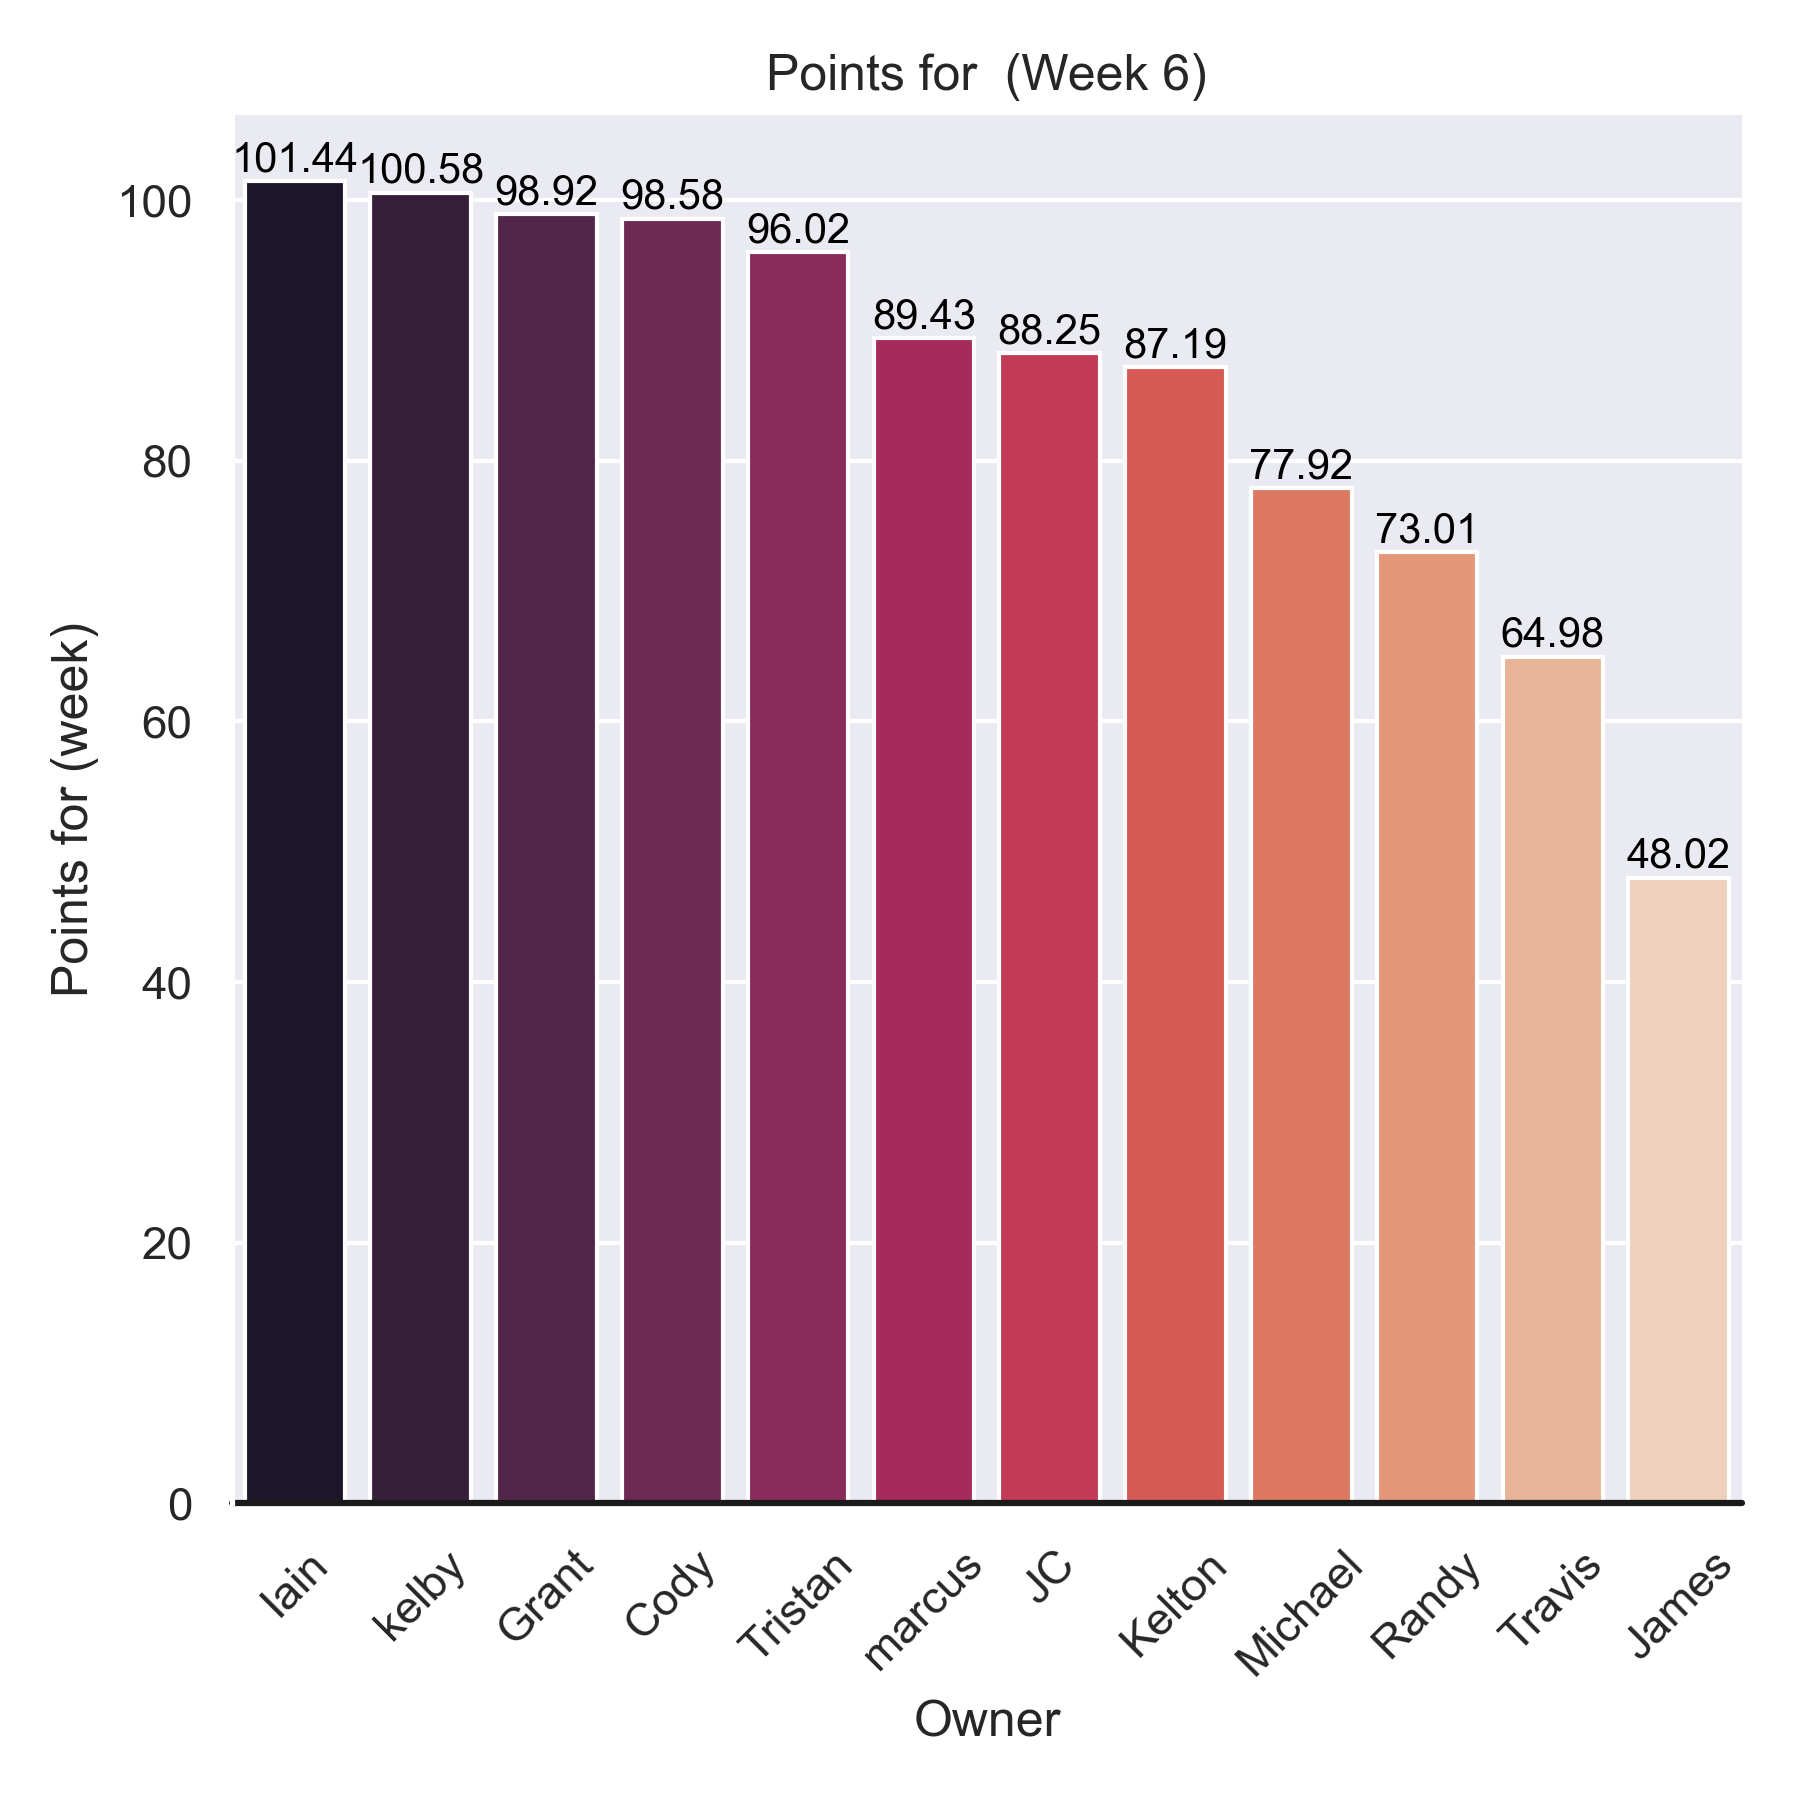 Points for  (Week 6)
101.44
100.58
98.92
98.58
96.02
89.43
88.25
87.19
77.92
73.01
64.98
48.02
100
80
60
40
20
0
Points for (week)
Iain
kelby
Grant
Cody
Tristan
marcus
JC
Kelton
Michael
Randy
Travis
James
Owner